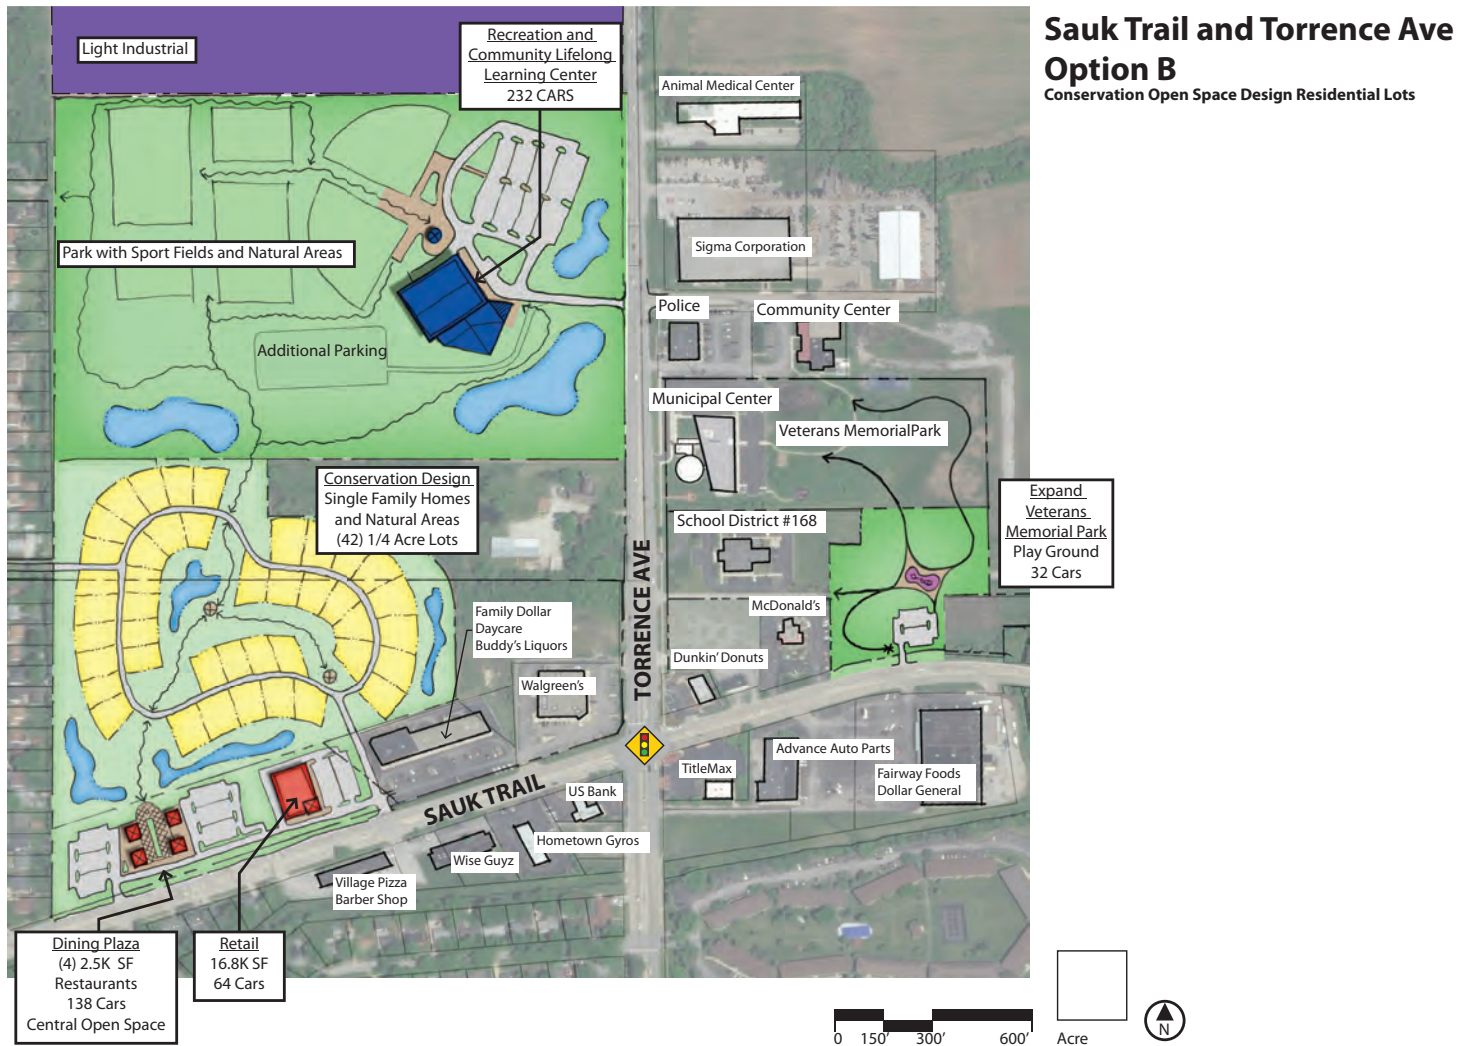 Sauk Trail and Torrence Ave
Option B
Conservation Open Space Design Residential Lots
Light Industrial
Recreation and
Community Lifelong
Learning Center
232 CARS
Animal Medical Center
Park with Sport Fields and Natural Areas
Sigma Corporation
Police
Community Center
Additional Parking
Municipal Center
Veterans MemorialPark
Conservation Design
Single Family Homes
and Natural Areas
(42) 1/4 Acre Lots
Expand
Veterans
Memorial Park
Play Ground
32 Cars
School District #168
TORRENCE AVE
Family Dollar
Daycare
Buddy's Liquors
McDonald's
Dunkin' Donuts
Walgreen's
Advance Auto Parts
TitleMax
Fairway Foods
Dollar General
SAUK TRAIL
US Bank
Hometown Gyros
Wise Guyz
Village Pizza
Barber Shop
Dining Plaza
(4) 2.5K SF
Restaurants
138 Cars
Central Open Space
Retail
16.8K SF
64 Cars
0 150' 300' 600'
Acre
N